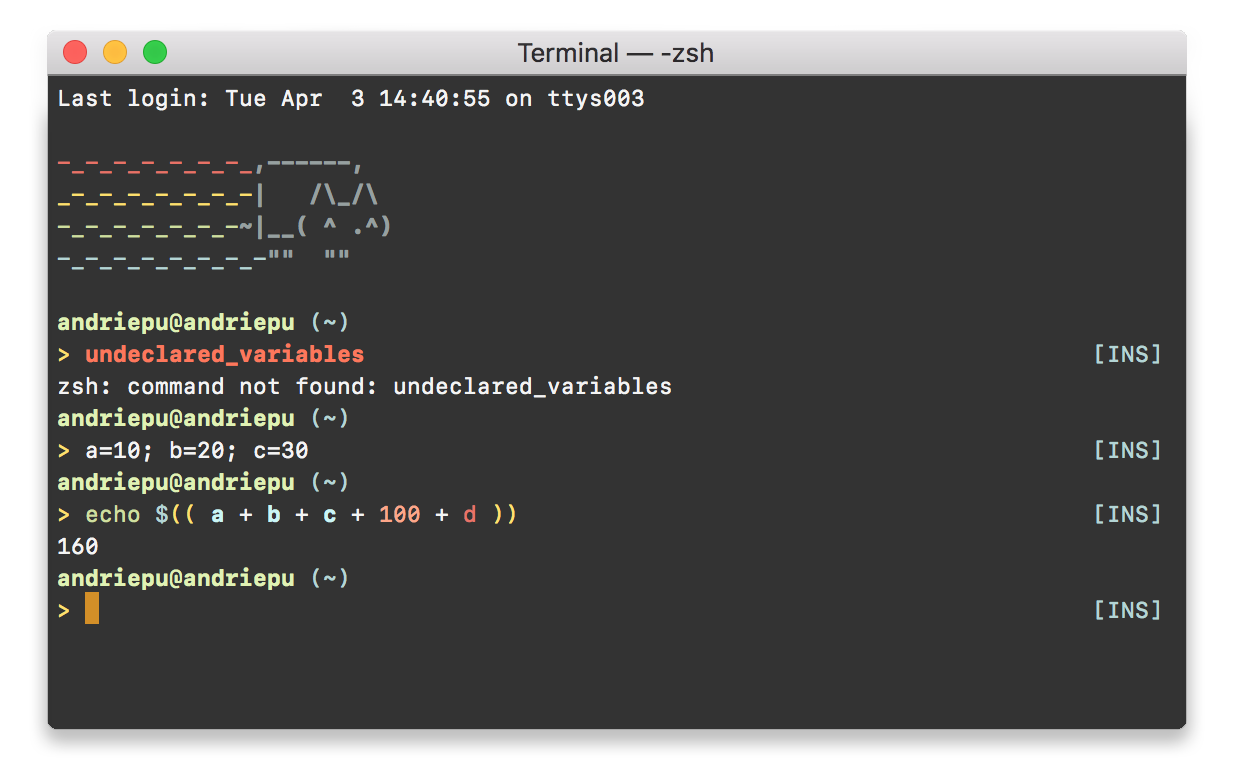 Terminal — -zsh
Last login: Tue Apr  3 14:40:55 on ttys003
-_-_-_-_-_-_-_,------,
_-_-_-_-_-_-_-|   /\_/\
-_-_-_-_-_-_-~|__( ^ .^)
-_-_-_-_-_-_-_-""  ""
andriepu@andriepu (~)
> undeclared_variables [INS]
zsh: command not found: undeclared_variables
andriepu@andriepu (~)
> a=10; b=20; c=30 [INS]
andriepu@andriepu (~)
> echo $(( a + b + c + 100 + d )) [INS]
160
andriepu@andriepu (~)
> [INS]